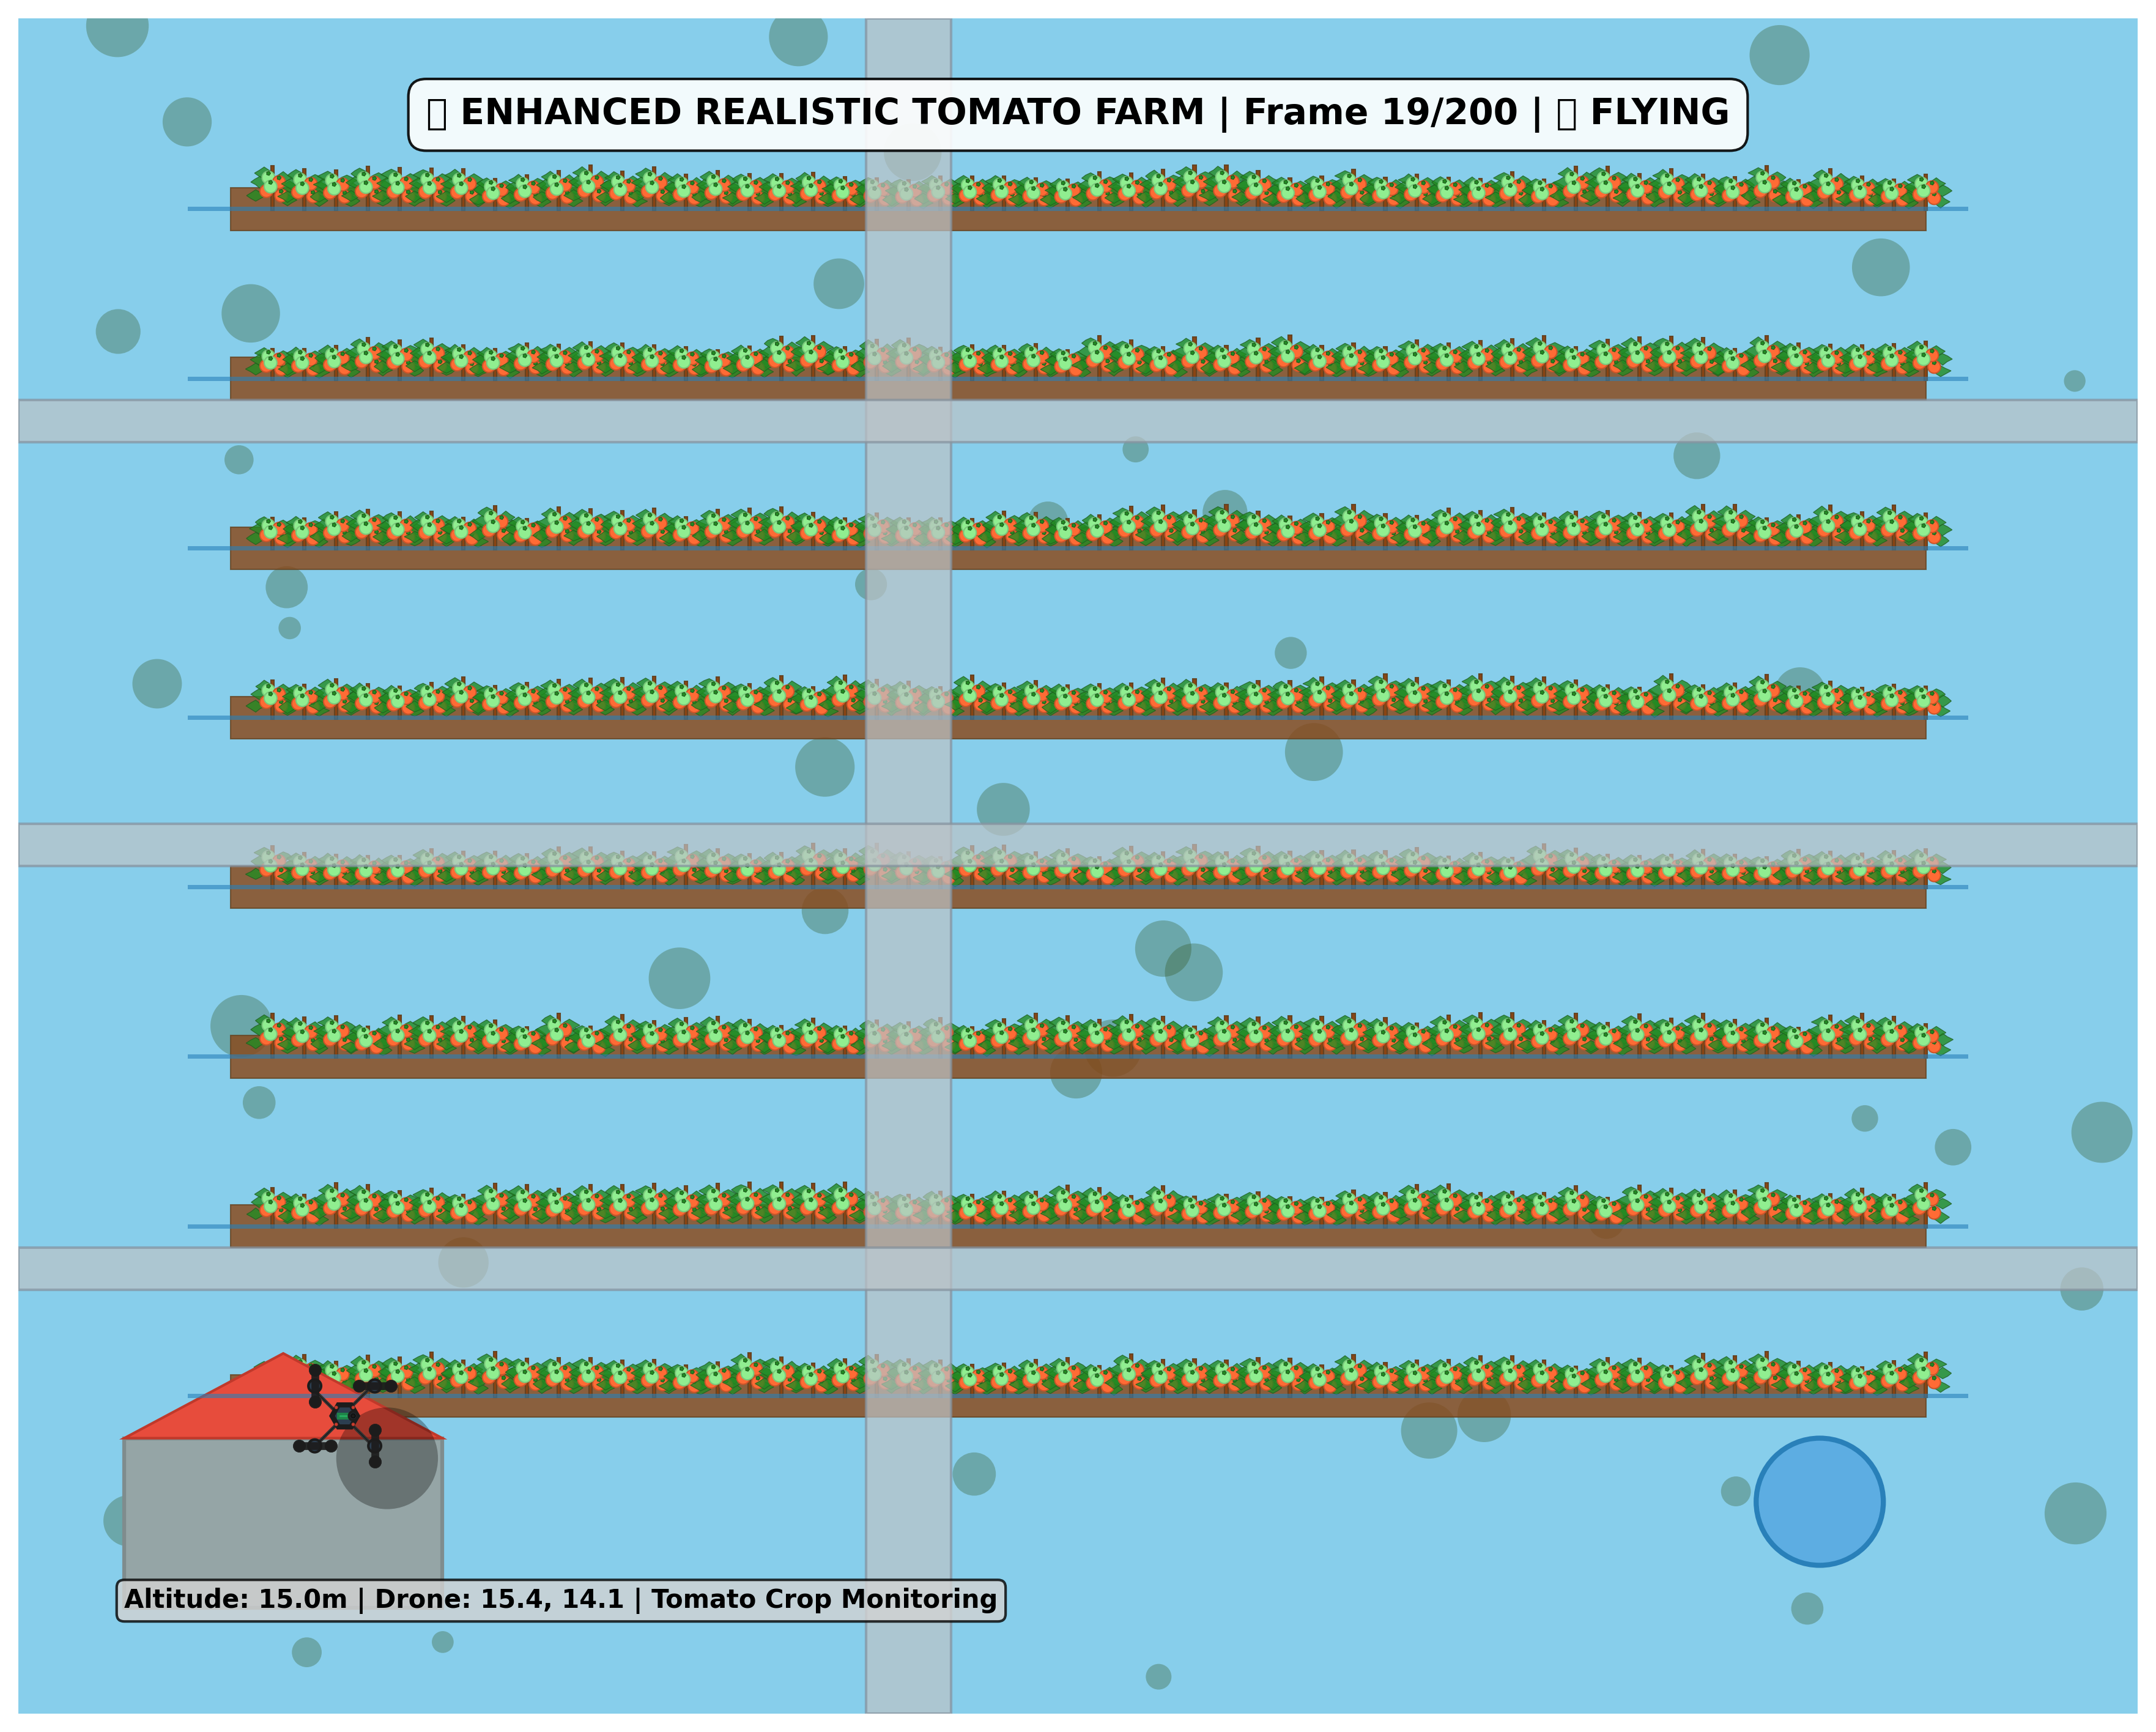 ▯ ENHANCED REALISTIC TOMATO FARM | Frame 19/200 | ▯ FLYING
Altitude: 15.0m | Drone: 15.4, 14.1 | Tomato Crop Monitoring